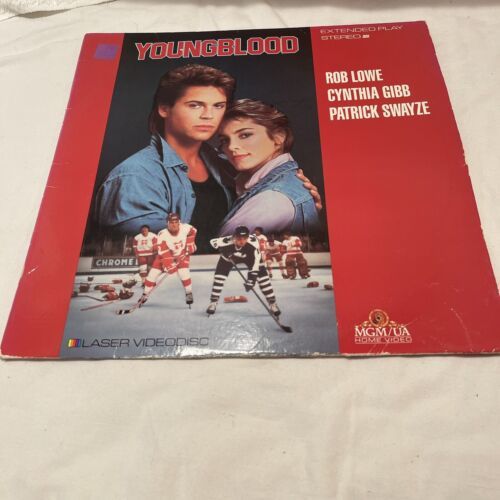 YOUNGBLOOD
EXTENDED PLAY
STEREO
ROB LOWE
CYNTHIA GIBB
PATRICK SWAYZE
CHROME
LASER VIDEODISC
MGM/UA
HOME VIDEO